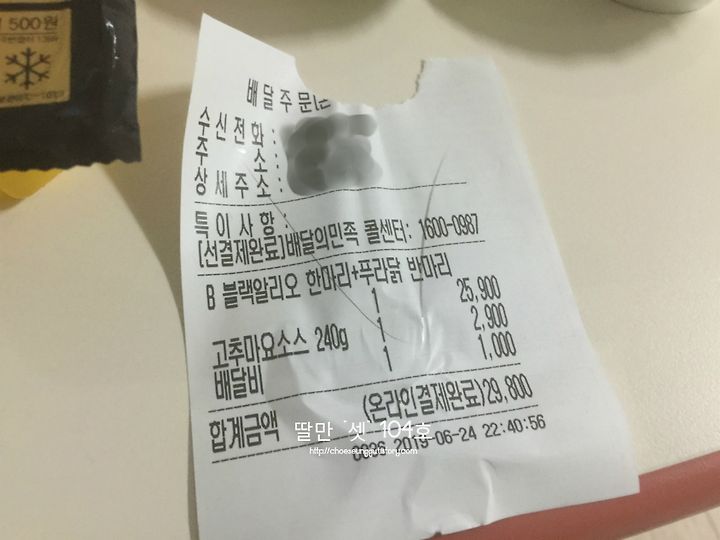 500원
배달주문
수신전화 :
주 소 :
상세주소 :
특이사항 :
[선결제완료]배달의민족 콜센터: 1600-0987
B 블랙알리오 한마리+푸라닭 반마리
1 25,900
고추마요소스 240g 1 2,900
배달비 1 1,000
합계금액 (온라인결제완료)29,800
딸만 '셋' 104호
0036 2019-06-24 22:40:56